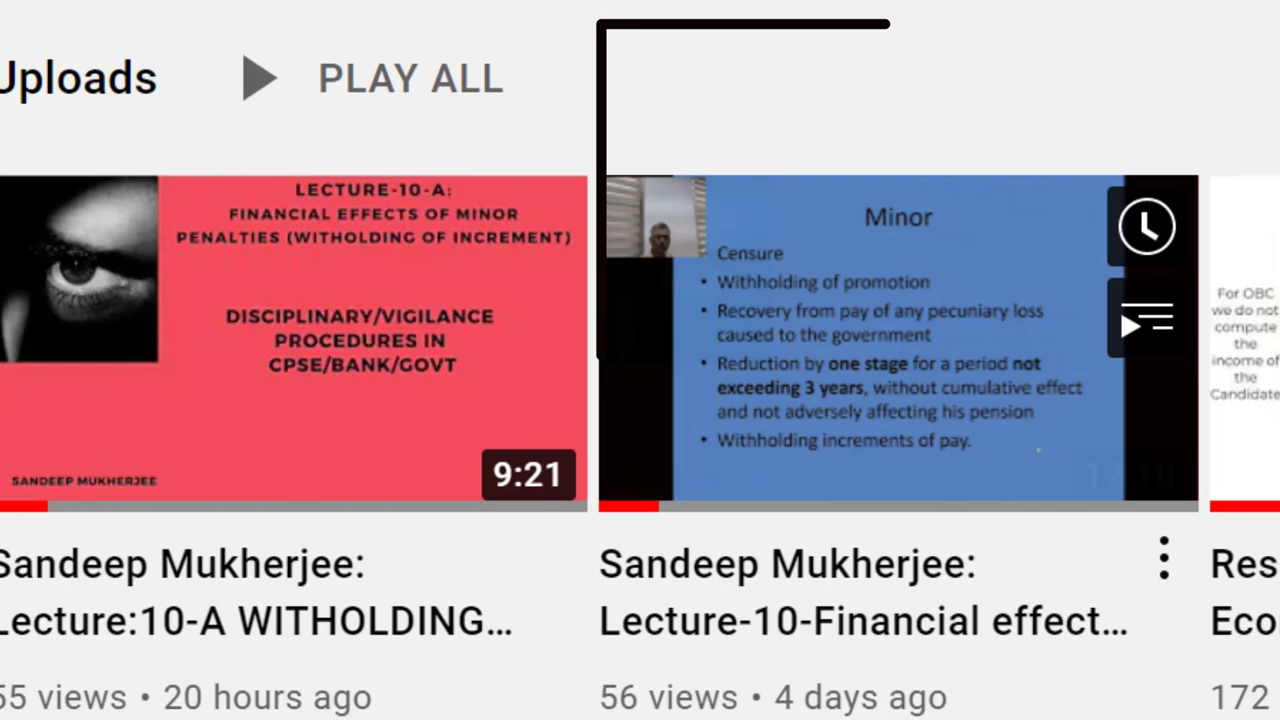 Uploads
PLAY ALL
LECTURE-10-A:
FINANCIAL EFFECTS OF MINOR
PENALTIES (WITHOLDING OF INCREMENT)
DISCIPLINARY/VIGILANCE
PROCEDURES IN
CPSE/BANK/GOVT
SANDEEP MUKHERJEE
9:21
Sandeep Mukherjee:
Lecture:10-A WITHOLDING...
55 views • 20 hours ago
Minor
Censure
• Withholding of promotion
• Recovery from pay of any pecuniary loss
caused to the government
• Reduction by one stage for a period not
exceeding 3 years, without cumulative effect
and not adversely affecting his pension
• Withholding increments of pay.
Sandeep Mukherjee:
Lecture-10-Financial effect...
56 views • 4 days ago
For OBC
we do not
compute
the
income of
the
Candidate
Res
Eco
172